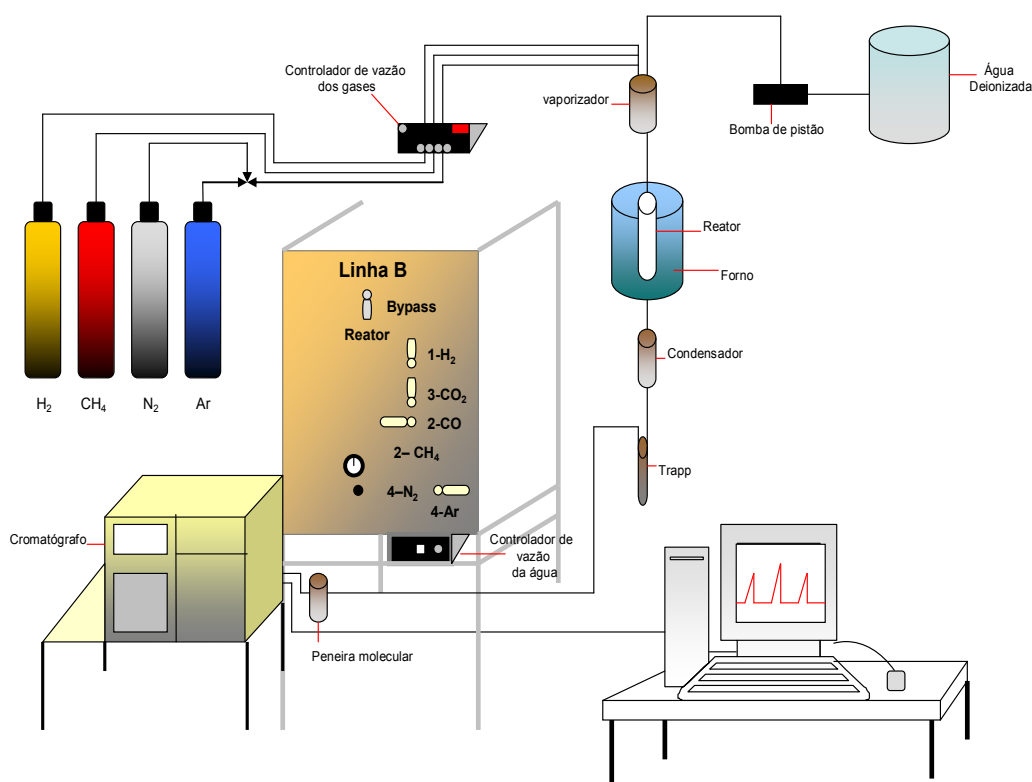 Controlador de vazão
dos gases
vaporizador
Água
Deionizada
Bomba de pistão
Reator
Forno
Linha B
Bypass
Reator
1-H₂
3-CO₂
2-CO
2– CH₄
4–N₂
4-Ar
Condensador
H₂
CH₄
N₂
Ar
Trapp
Cromatógrafo
Controlador de
vazão
da água
Peneira molecular